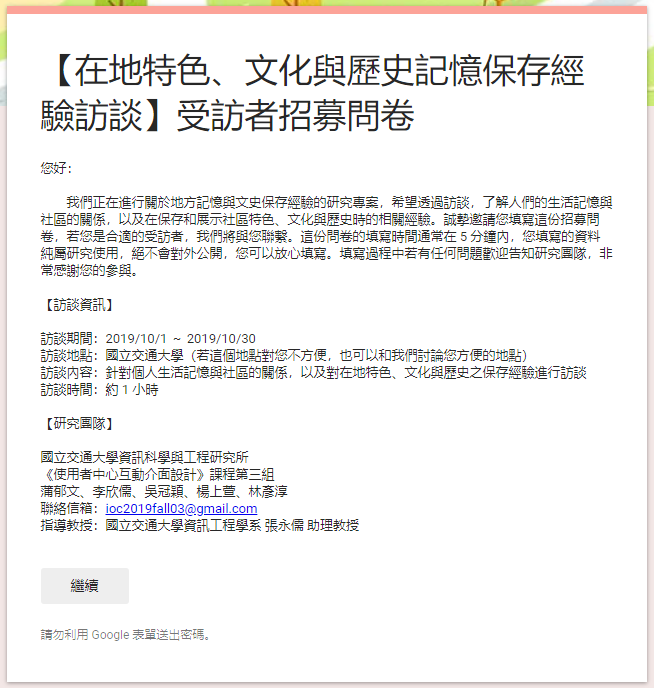 【在地特色、文化與歷史記憶保存經
驗訪談】受訪者招募問卷
您好：
我們正在進行關於地方記憶與文史保存經驗的研究專案，希望透過訪談，了解人們的生活記憶與
社區的關係，以及在保存和展示社區特色、文化與歷史時的相關經驗。誠摯邀請您填寫這份招募問
卷，若您是合適的受訪者，我們將與您聯繫。這份問卷的填寫時間通常在 5 分鐘內，您填寫的資料
純屬研究使用，絕不會對外公開，您可以放心填寫。填寫過程中若有任何問題歡迎告知研究團隊，非
常感謝您的參與。
【訪談資訊】
訪談期間：2019/10/1 ~ 2019/10/30
訪談地點：國立交通大學（若這個地點對您不方便，也可以和我們討論您方便的地點）
訪談內容：針對個人生活記憶與社區的關係，以及對在地特色、文化與歷史之保存經驗進行訪談
訪談時間：約 1 小時
【研究團隊】
國立交通大學資訊科學與工程研究所
《使用者中心互動介面設計》課程第三組
蒲郁文、李欣儒、吳冠穎、楊上萱、林彥淳
聯絡信箱：ioc2019fall03@gmail.com
指導教授：國立交通大學資訊工程學系 張永儒 助理教授
繼續
請勿利用 Google 表單送出密碼。